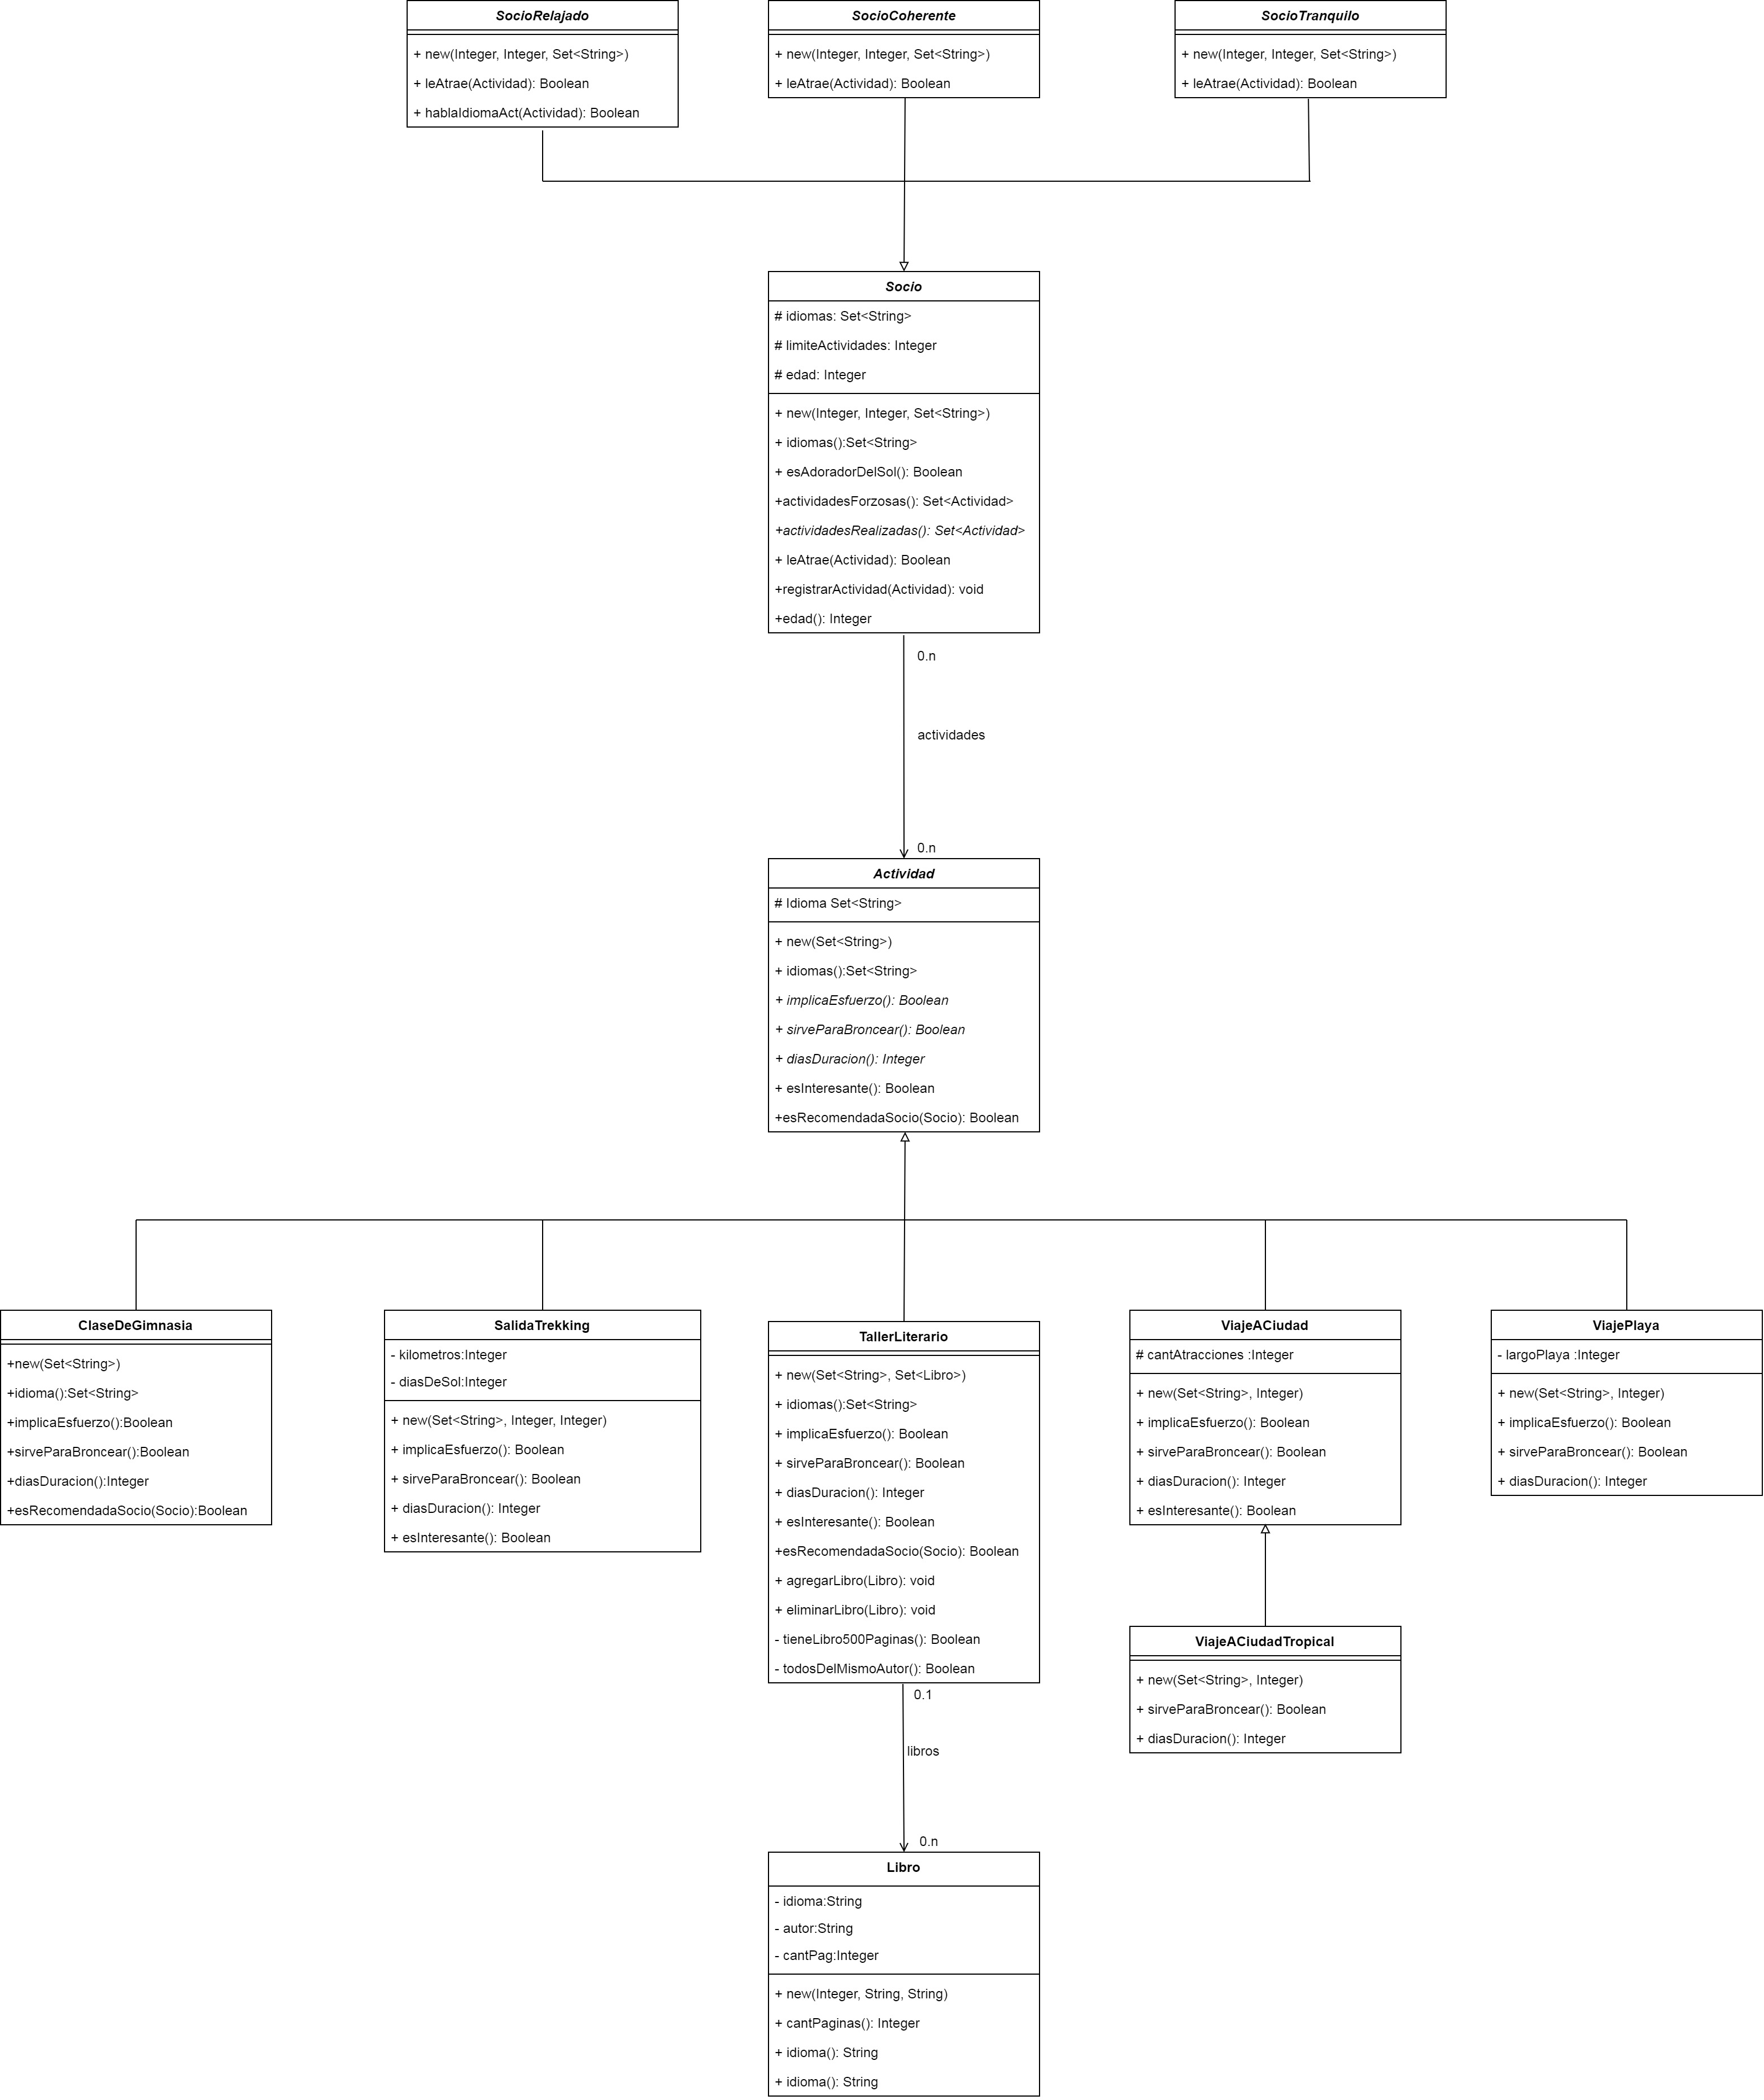 SocioRelajado
+ new(Integer, Integer, Set<String>)
+ leAtrae(Actividad): Boolean
+ hablaIdiomaAct(Actividad): Boolean
SocioCoherente
+ new(Integer, Integer, Set<String>)
+ leAtrae(Actividad): Boolean
SocioTranquilo
+ new(Integer, Integer, Set<String>)
+ leAtrae(Actividad): Boolean
Socio
# idiomas: Set<String>
# limiteActividades: Integer
# edad: Integer
+ new(Integer, Integer, Set<String>)
+ idiomas():Set<String>
+ esAdoradorDelSol(): Boolean
+actividadesForzosas(): Set<Actividad>
+actividadesRealizadas(): Set<Actividad>
+ leAtrae(Actividad): Boolean
+registrarActividad(Actividad): void
+edad(): Integer
0.n
actividades
0.n
Actividad
# Idioma Set<String>
+ new(Set<String>)
+ idiomas():Set<String>
+ implicaEsfuerzo(): Boolean
+ sirveParaBroncear(): Boolean
+ diasDuracion(): Integer
+ esInteresante(): Boolean
+esRecomendadaSocio(Socio): Boolean
ClaseDeGimnasia
+new(Set<String>)
+idioma():Set<String>
+implicaEsfuerzo():Boolean
+sirveParaBroncear():Boolean
+diasDuracion():Integer
+esRecomendadaSocio(Socio):Boolean
SalidaTrekking
- kilometros:Integer
- diasDeSol:Integer
+ new(Set<String>, Integer, Integer)
+ implicaEsfuerzo(): Boolean
+ sirveParaBroncear(): Boolean
+ diasDuracion(): Integer
+ esInteresante(): Boolean
TallerLiterario
+ new(Set<String>, Set<Libro>)
+ idiomas():Set<String>
+ implicaEsfuerzo(): Boolean
+ sirveParaBroncear(): Boolean
+ diasDuracion(): Integer
+ esInteresante(): Boolean
+esRecomendadaSocio(Socio): Boolean
+ agregarLibro(Libro): void
+ eliminarLibro(Libro): void
- tieneLibro500Paginas(): Boolean
- todosDelMismoAutor(): Boolean
ViajeACiudad
# cantAtracciones :Integer
+ new(Set<String>, Integer)
+ implicaEsfuerzo(): Boolean
+ sirveParaBroncear(): Boolean
+ diasDuracion(): Integer
+ esInteresante(): Boolean
ViajePlaya
- largoPlaya :Integer
+ new(Set<String>, Integer)
+ implicaEsfuerzo(): Boolean
+ sirveParaBroncear(): Boolean
+ diasDuracion(): Integer
ViajeACiudadTropical
+ new(Set<String>, Integer)
+ sirveParaBroncear(): Boolean
+ diasDuracion(): Integer
0.1
libros
0.n
Libro
- idioma:String
- autor:String
- cantPag:Integer
+ new(Integer, String, String)
+ cantPaginas(): Integer
+ idioma(): String
+ idioma(): String